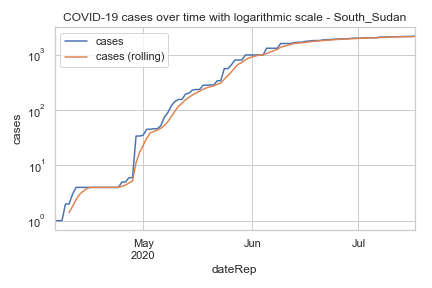 COVID-19 cases over time with logarithmic scale - South_Sudan
cases
cases (rolling)
cases
10³
10²
10¹
10⁰
May
2020
Jun
Jul
dateRep